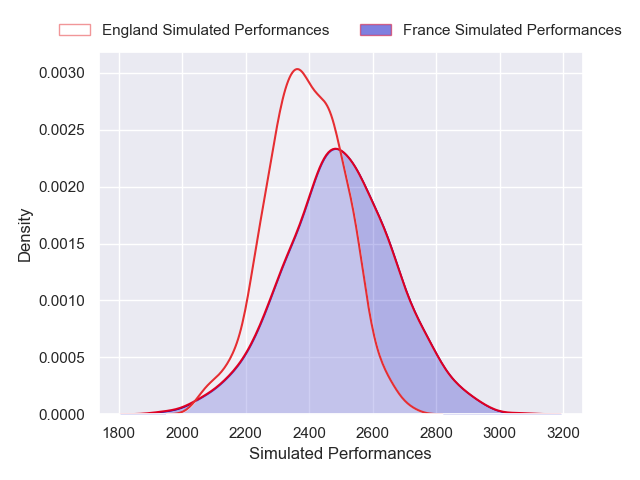 England Simulated Performances France Simulated Performances
0.0030
0.0025
0.0020
0.0015
0.0010
0.0005
0.0000
Density
1800 2000 2200 2400 2600 2800 3000 3200
Simulated Performances